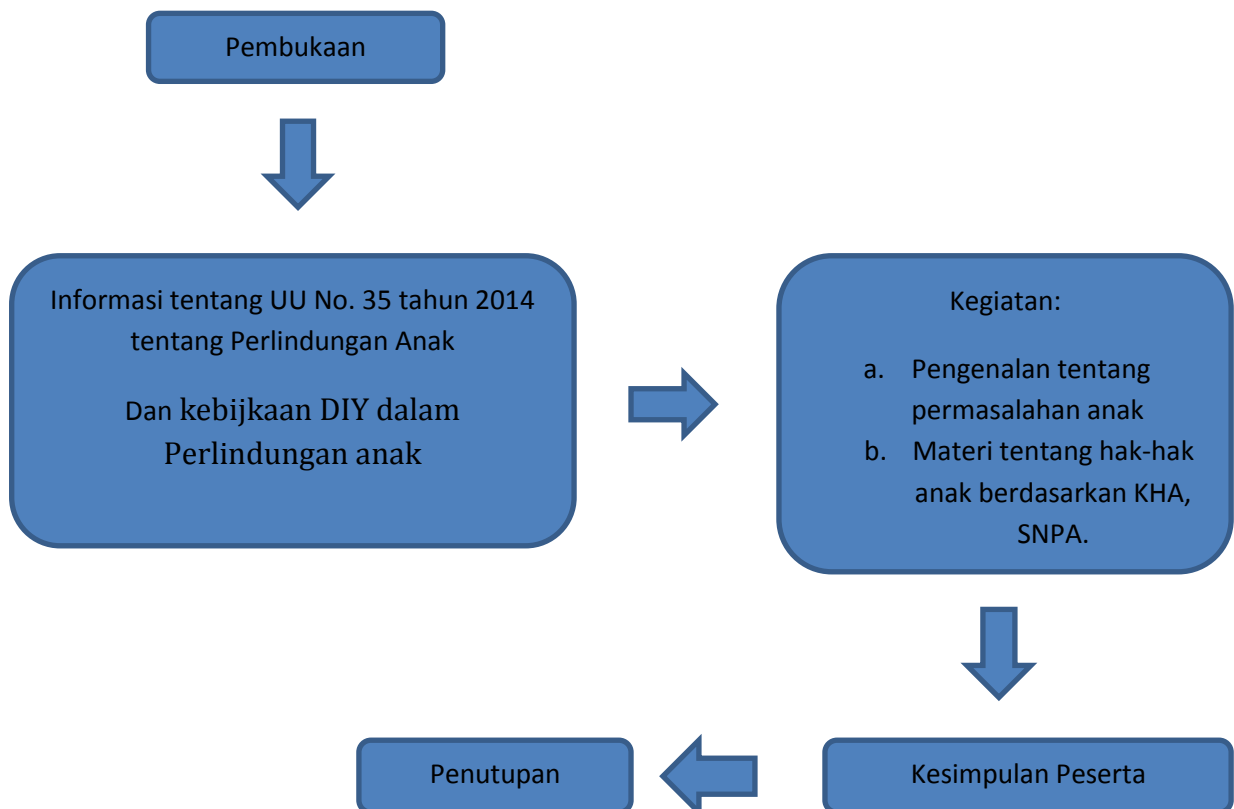 Pembukaan
Informasi tentang UU No. 35 tahun 2014
tentang Perlindungan Anak
Dan kebijkaan DIY dalam
Perlindungan anak
Kegiatan:
a. Pengenalan tentang
permasalahan anak
b. Materi tentang hak-hak
anak berdasarkan KHA,
SNPA.
Kesimpulan Peserta
Penutupan